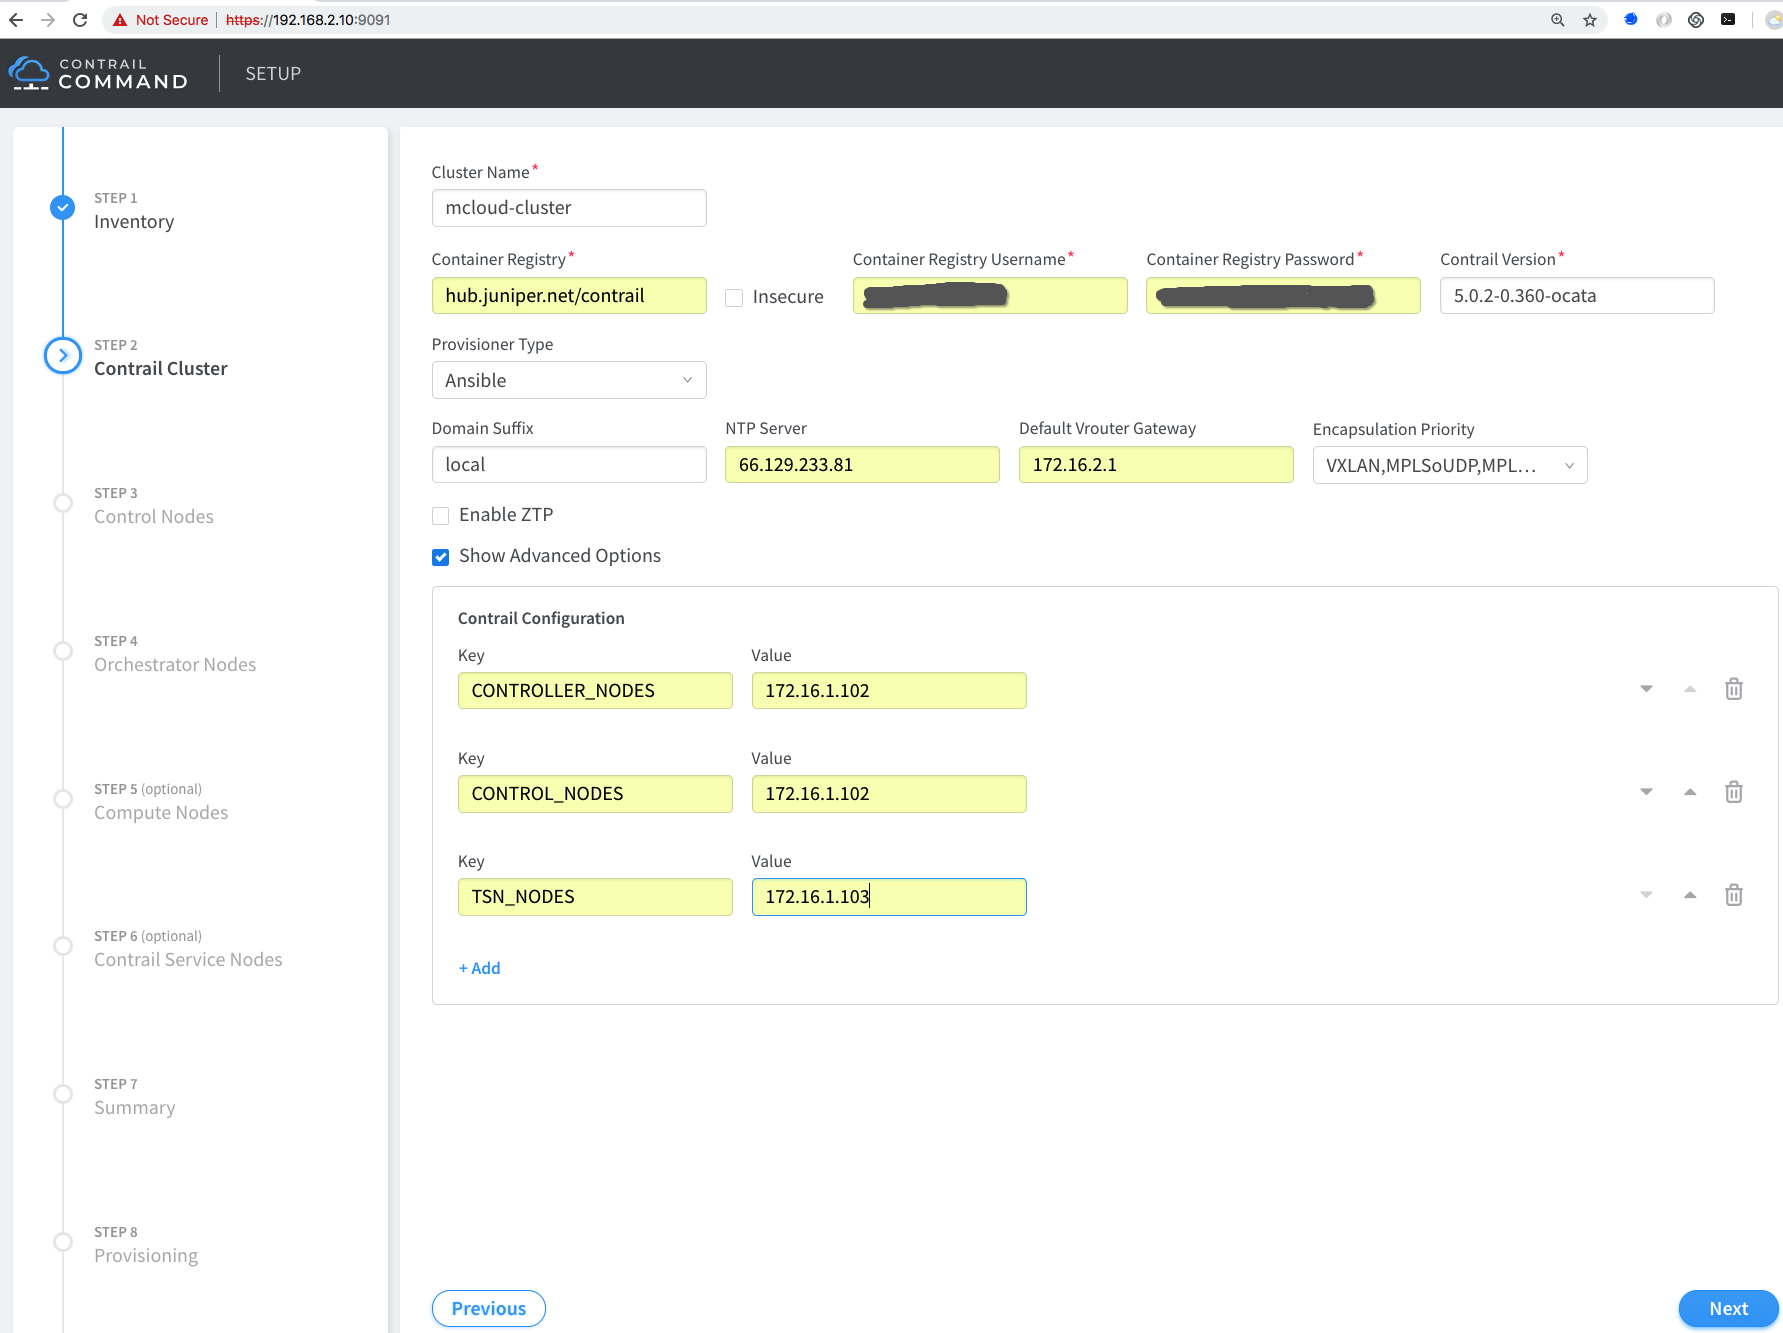 Not Secure https://192.168.2.10:9091
CONTRAIL
COMMAND
SETUP
STEP 1
Inventory
STEP 2
Contrail Cluster
STEP 3
Control Nodes
STEP 4
Orchestrator Nodes
STEP 5 (optional)
Compute Nodes
STEP 6 (optional)
Contrail Service Nodes
STEP 7
Summary
STEP 8
Provisioning
Cluster Name*
mcloud-cluster
Container Registry* Container Registry Username* Container Registry Password* Contrail Version*
hub.juniper.net/contrail Insecure 5.0.2-0.360-ocata
Provisioner Type
Ansible
Domain Suffix NTP Server Default Vrouter Gateway Encapsulation Priority
local 66.129.233.81 172.16.2.1 VXLAN,MPLSoUDP,MPL...
Enable ZTP
Show Advanced Options
Contrail Configuration
Key Value
CONTROLLER_NODES 172.16.1.102
Key Value
CONTROL_NODES 172.16.1.102
Key Value
TSN_NODES 172.16.1.103
+ Add
Previous Next